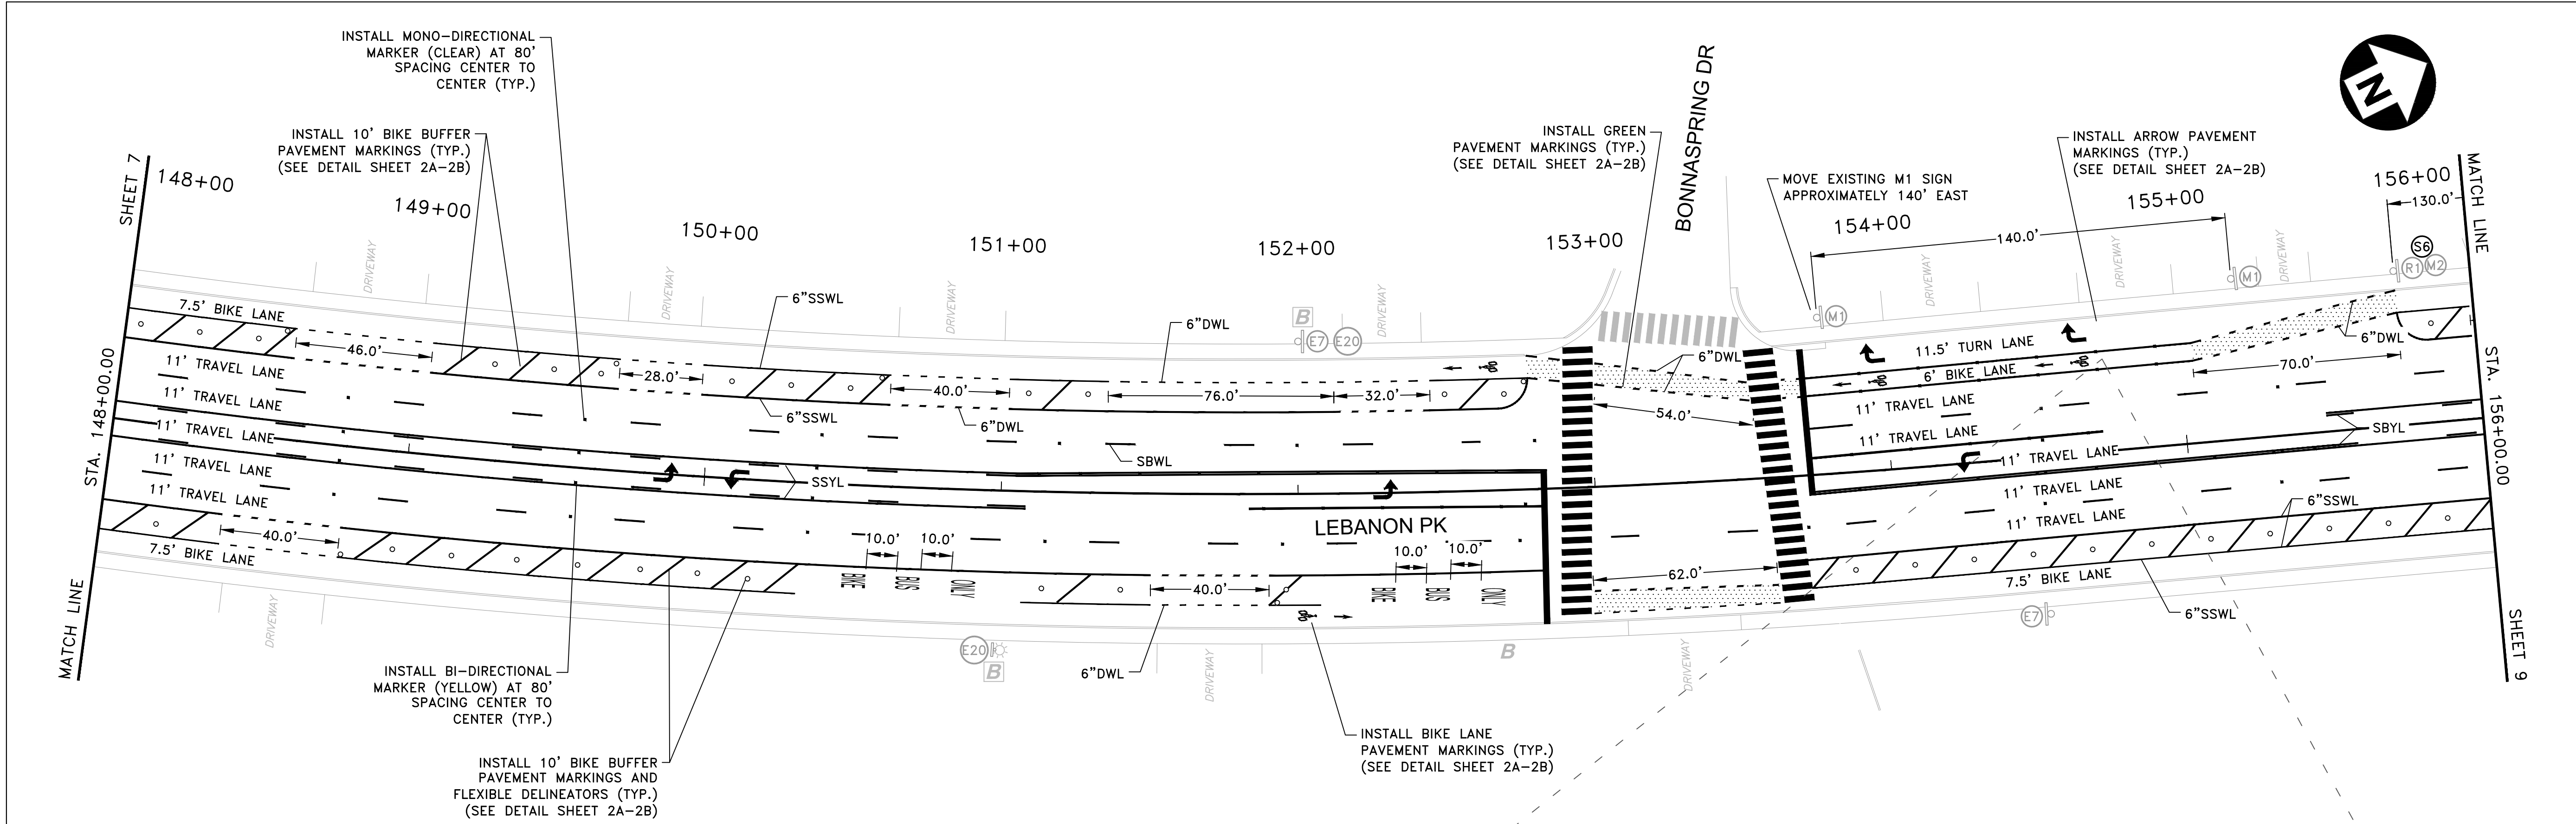 INSTALL MONO-DIRECTIONAL
MARKER (CLEAR) AT 80'
SPACING CENTER TO
CENTER (TYP.)
INSTALL 10' BIKE BUFFER
PAVEMENT MARKINGS (TYP.)
(SEE DETAIL SHEET 2A-2B)
INSTALL GREEN
PAVEMENT MARKINGS (TYP.)
(SEE DETAIL SHEET 2A-2B)
BONNASPRING DR
MOVE EXISTING M1 SIGN
APPROXIMATELY 140' EAST
INSTALL ARROW PAVEMENT
MARKINGS (TYP.)
(SEE DETAIL SHEET 2A-2B)
N
SHEET 7
148+00
149+00
150+00
151+00
152+00
153+00
154+00
155+00
156+00
MATCH LINE
130.0'
140.0'
S6
R1
M2
M1
M1
DRIVEWAY
DRIVEWAY
DRIVEWAY
DRIVEWAY
DRIVEWAY
DRIVEWAY
DRIVEWAY
B
E7
E20
7.5' BIKE LANE
46.0'
28.0'
6"SSWL
40.0'
6"DWL
76.0'
32.0'
6"DWL
54.0'
11.5' TURN LANE
6' BIKE LANE
6"DWL
70.0'
11' TRAVEL LANE
11' TRAVEL LANE
11' TRAVEL LANE
11' TRAVEL LANE
11' TRAVEL LANE
6"SSWL
6"DWL
SBWL
SSYL
LEBANON PK
11' TRAVEL LANE
11' TRAVEL LANE
11' TRAVEL LANE
11' TRAVEL LANE
11' TRAVEL LANE
SBYL
6"SSWL
STA. 148+00.00
STA. 156+00.00
40.0'
7.5' BIKE LANE
10.0'
10.0'
BIKE
BUS
ONLY
40.0'
10.0'
10.0'
BIKE
BUS
ONLY
62.0'
7.5' BIKE LANE
6"SSWL
MATCH LINE
SHEET 9
DRIVEWAY
E20
B
6"DWL
DRIVEWAY
B
DRIVEWAY
E7
INSTALL BI-DIRECTIONAL
MARKER (YELLOW) AT 80'
SPACING CENTER TO
CENTER (TYP.)
INSTALL 10' BIKE BUFFER
PAVEMENT MARKINGS AND
FLEXIBLE DELINEATORS (TYP.)
(SEE DETAIL SHEET 2A-2B)
INSTALL BIKE LANE
PAVEMENT MARKINGS (TYP.)
(SEE DETAIL SHEET 2A-2B)